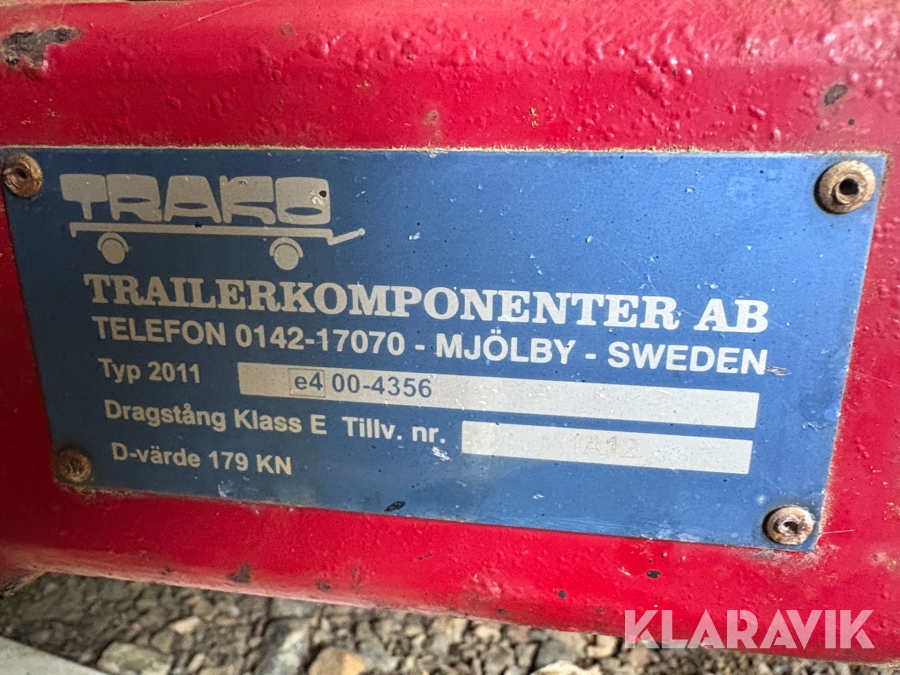 TRAKO
TRAILERKOMPONENTER AB
TELEFON 0142-17070 - MJÖLBY - SWEDEN
Typ 2011 e4 00-4356
Dragstång Klass E Tillv. nr. IA12
D-värde 179 KN
KLARAVIK